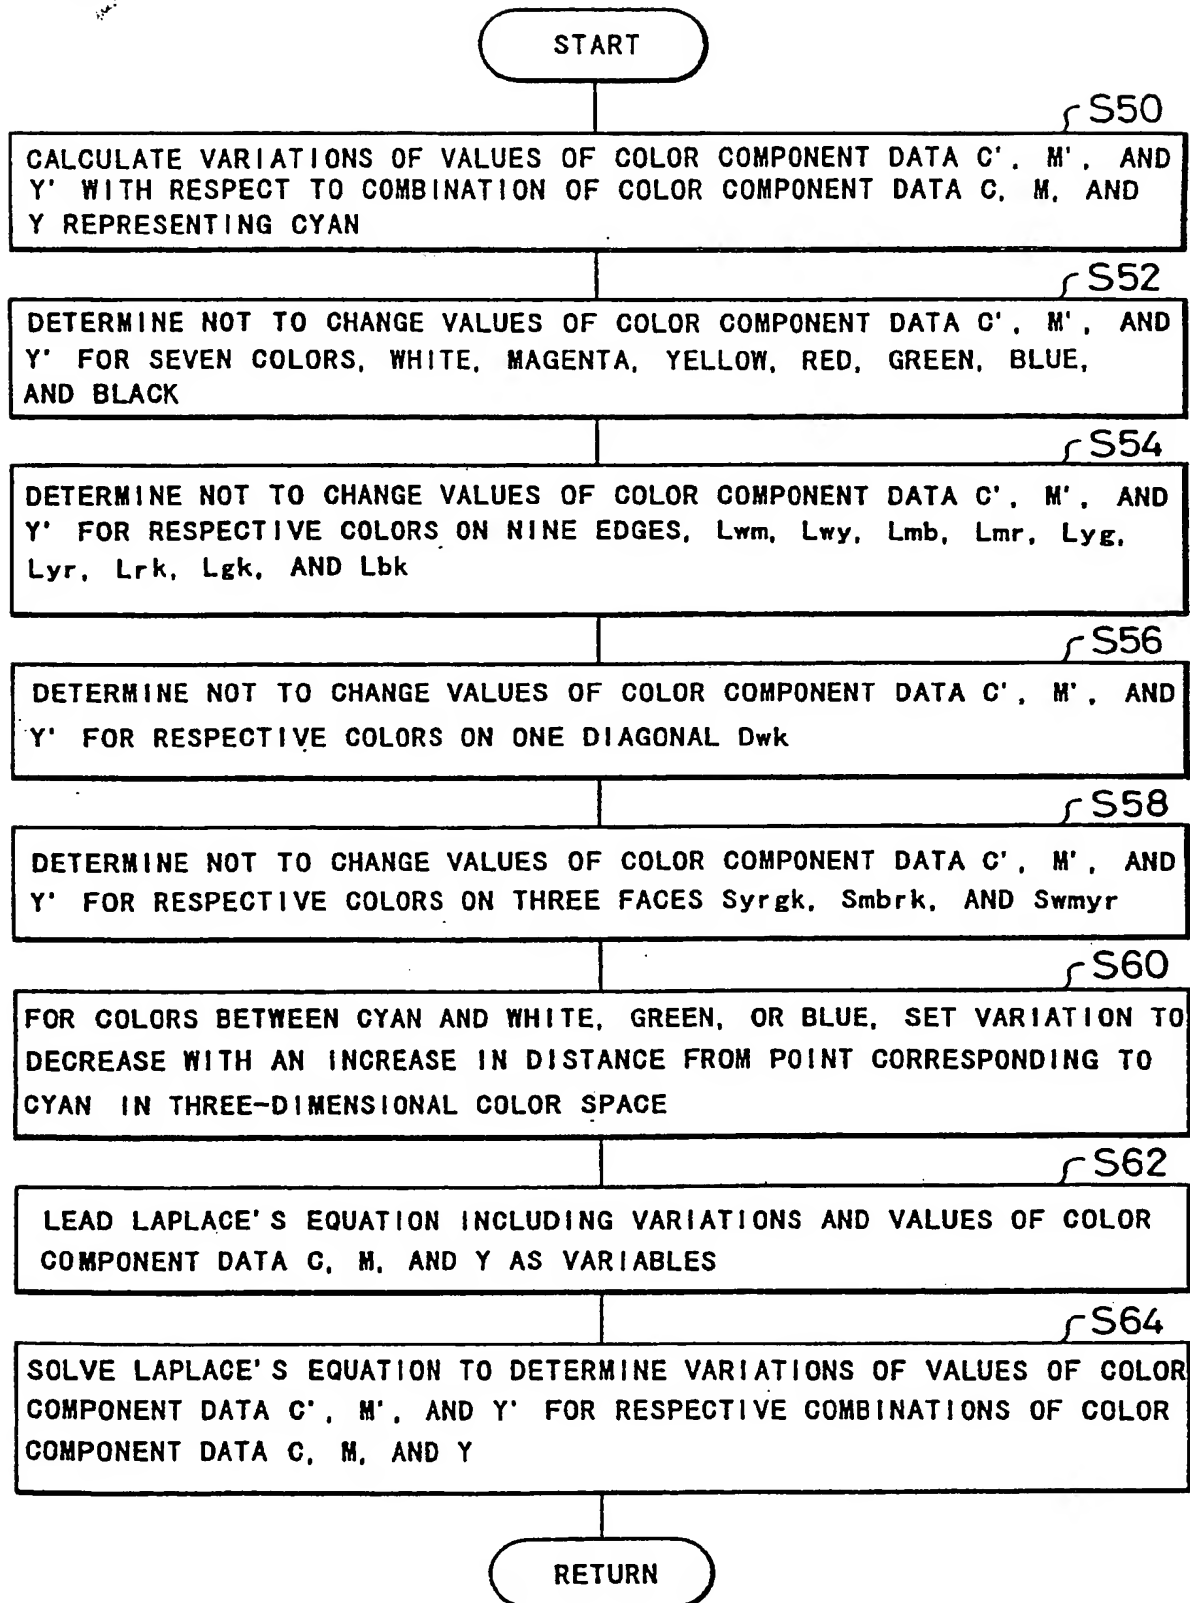 START
S50
CALCULATE VARIATIONS OF VALUES OF COLOR COMPONENT DATA C', M', AND
Y' WITH RESPECT TO COMBINATION OF COLOR COMPONENT DATA C, M, AND
Y REPRESENTING CYAN
S52
DETERMINE NOT TO CHANGE VALUES OF COLOR COMPONENT DATA C', M', AND
Y' FOR SEVEN COLORS, WHITE, MAGENTA, YELLOW, RED, GREEN, BLUE,
AND BLACK
S54
DETERMINE NOT TO CHANGE VALUES OF COLOR COMPONENT DATA C', M', AND
Y' FOR RESPECTIVE COLORS ON NINE EDGES, Lwm, Lwy, Lmb, Lmr, Lyg,
Lyr, Lrk, Lgk, AND Lbk
S56
DETERMINE NOT TO CHANGE VALUES OF COLOR COMPONENT DATA C', M', AND
Y' FOR RESPECTIVE COLORS ON ONE DIAGONAL Dwk
S58
DETERMINE NOT TO CHANGE VALUES OF COLOR COMPONENT DATA C', M', AND
Y' FOR RESPECTIVE COLORS ON THREE FACES Syrgk, Smbrk, AND Swmyr
S60
FOR COLORS BETWEEN CYAN AND WHITE, GREEN, OR BLUE, SET VARIATION TO
DECREASE WITH AN INCREASE IN DISTANCE FROM POINT CORRESPONDING TO
CYAN IN THREE-DIMENSIONAL COLOR SPACE
S62
LEAD LAPLACE'S EQUATION INCLUDING VARIATIONS AND VALUES OF COLOR
COMPONENT DATA C, M, AND Y AS VARIABLES
S64
SOLVE LAPLACE'S EQUATION TO DETERMINE VARIATIONS OF VALUES OF COLOR
COMPONENT DATA C', M', AND Y' FOR RESPECTIVE COMBINATIONS OF COLOR
COMPONENT DATA C, M, AND Y
RETURN